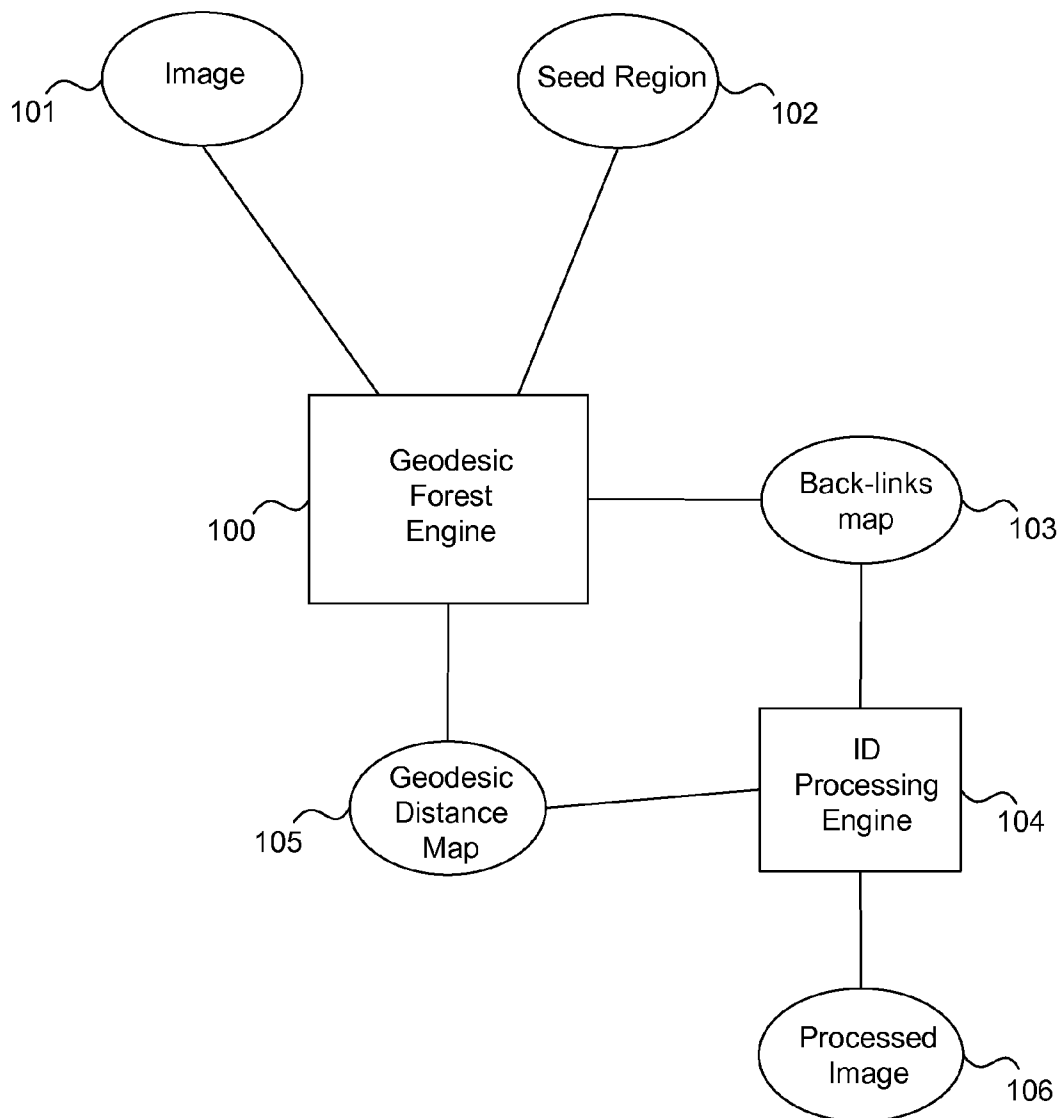 Image
101
Seed Region
102
Geodesic
Forest
Engine
100
Back-links
map
103
Geodesic
Distance
Map
105
ID
Processing
Engine
104
Processed
Image
106